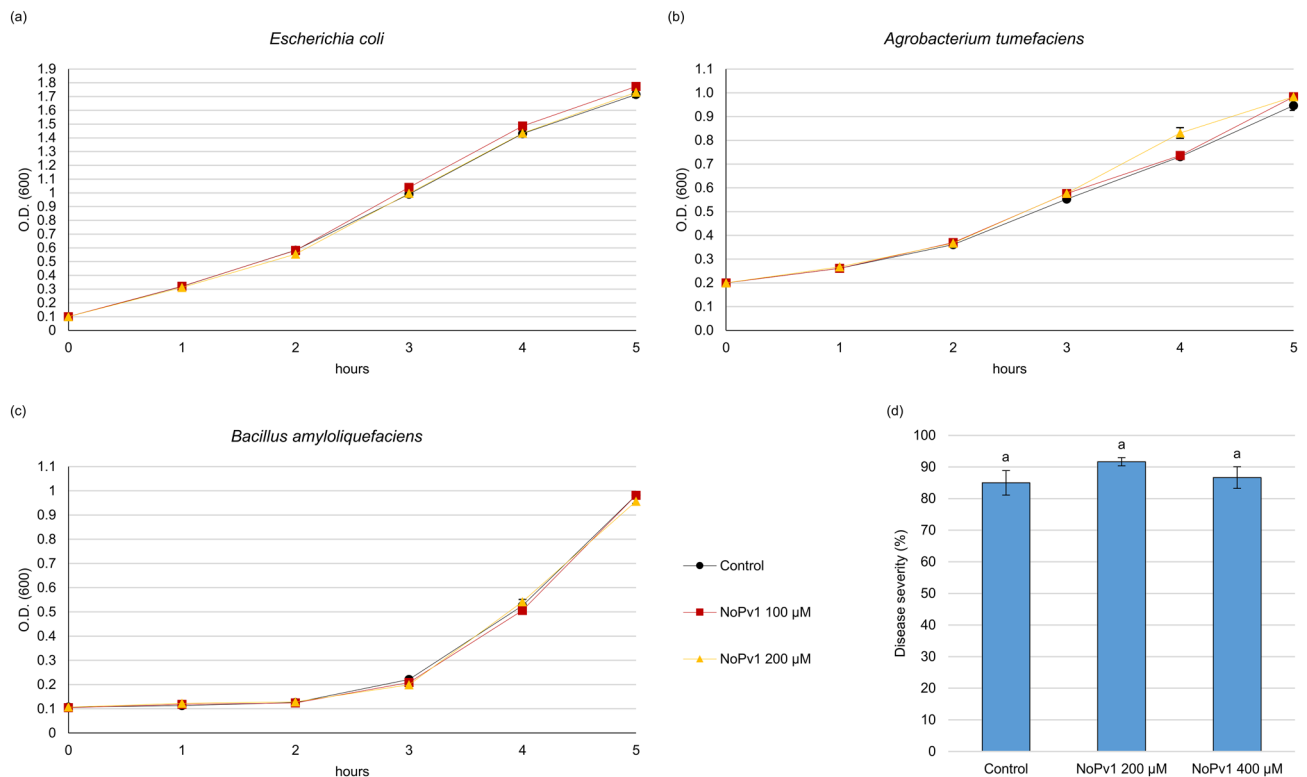 (a)
Escherichia coli
1.9
1.8
1.7
1.6
1.5
1.4
1.3
1.2
1.1
1
0.9
0.8
0.7
0.6
0.5
0.4
0.3
0.2
0.1
0
O.D. (600)
0 1 2 3 4 5
hours
(b)
Agrobacterium tumefaciens
1.1
1.0
0.9
0.8
0.7
0.6
0.5
0.4
0.3
0.2
0.1
0.0
O.D. (600)
0 1 2 3 4 5
hours
(c)
Bacillus amyloliquefaciens
1.1
1
0.9
0.8
0.7
0.6
0.5
0.4
0.3
0.2
0.1
0
O.D. (600)
0 1 2 3 4 5
hours
Control
NoPv1 100 µM
NoPv1 200 µM
(d)
100
90
80
70
60
50
40
30
20
10
0
Disease severity (%)
a a a
Control NoPv1 200 µM NoPv1 400 µM